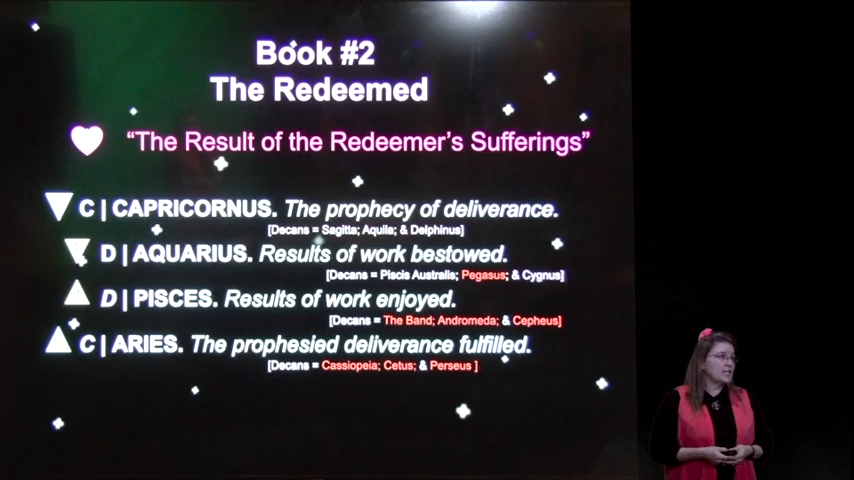 Book #2
The Redeemed
“The Result of the Redeemer’s Sufferings”
C | CAPRICORNUS. The prophecy of deliverance.
[Decans = Sagitta; Aquila; & Delphinus]
D | AQUARIUS. Results of work bestowed.
[Decans = Piscis Australis; Pegasus; & Cygnus]
D | PISCES. Results of work enjoyed.
[Decans = The Band; Andromeda; & Cepheus]
C | ARIES. The prophesied deliverance fulfilled.
[Decans = Cassiopeia; Cetus; & Perseus ]